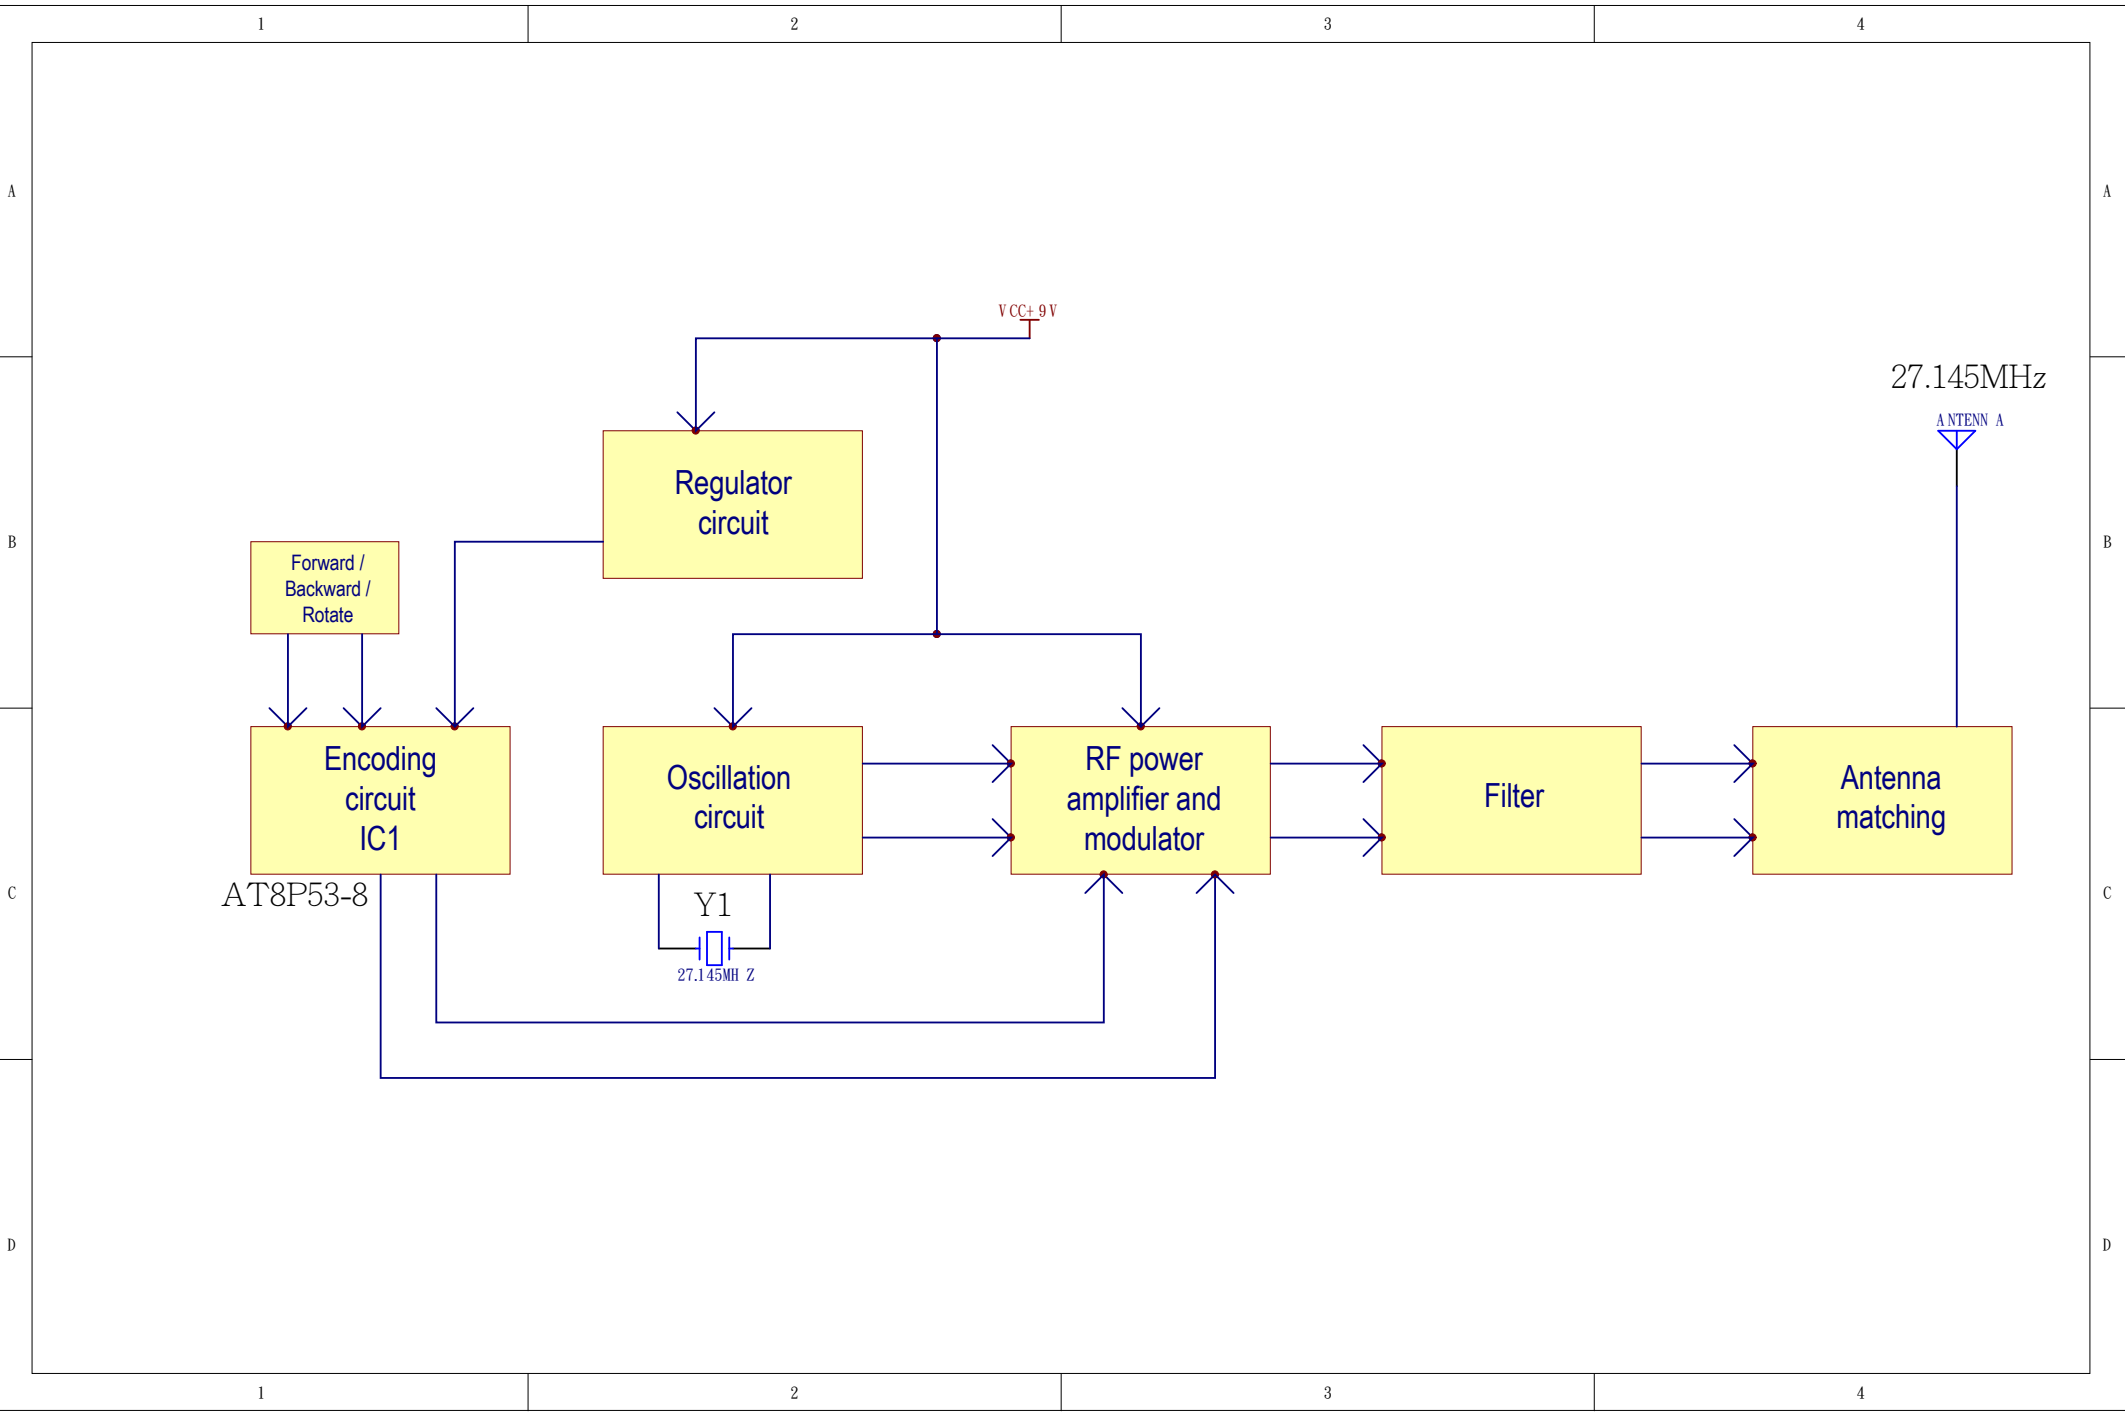 1 2 3 4
A A
VCC+9V
27.145MHz
ANTENNA
Regulator
circuit
B B
Forward /
Backward /
Rotate
Encoding
circuit
IC1
Oscillation
circuit
RF power
amplifier and
modulator
Filter
Antenna
matching
AT8P53-8
C C
Y1
27.145MHZ
D D
1 2 3 4